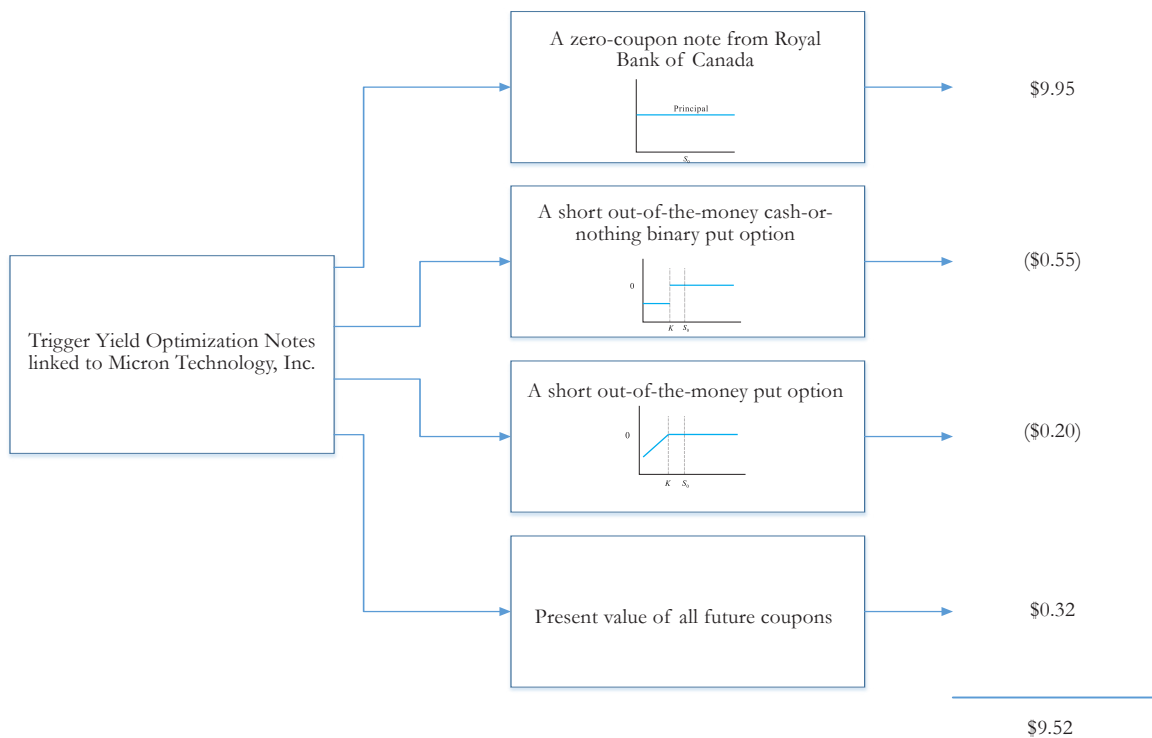 A zero-coupon note from Royal
Bank of Canada
Principal
S₀
$9.95
A short out-of-the-money cash-or-
nothing binary put option
0
K S₀
($0.55)
Trigger Yield Optimization Notes
linked to Micron Technology, Inc.
A short out-of-the-money put option
0
K S₀
($0.20)
Present value of all future coupons
$0.32
$9.52